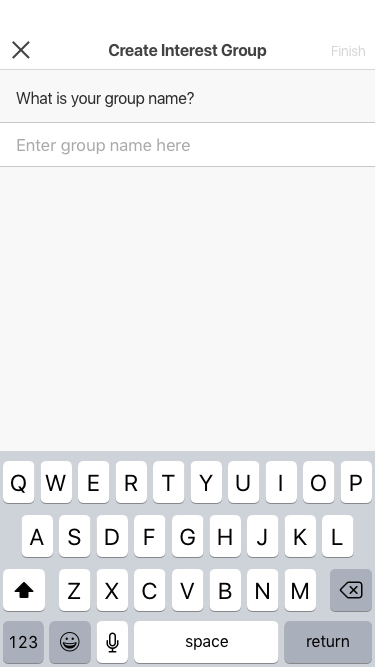 Create Interest Group Finish
What is your group name?
Enter group name here
Q W E R T Y U I O P
A S D F G H J K L
Z X C V B N M
123 space return